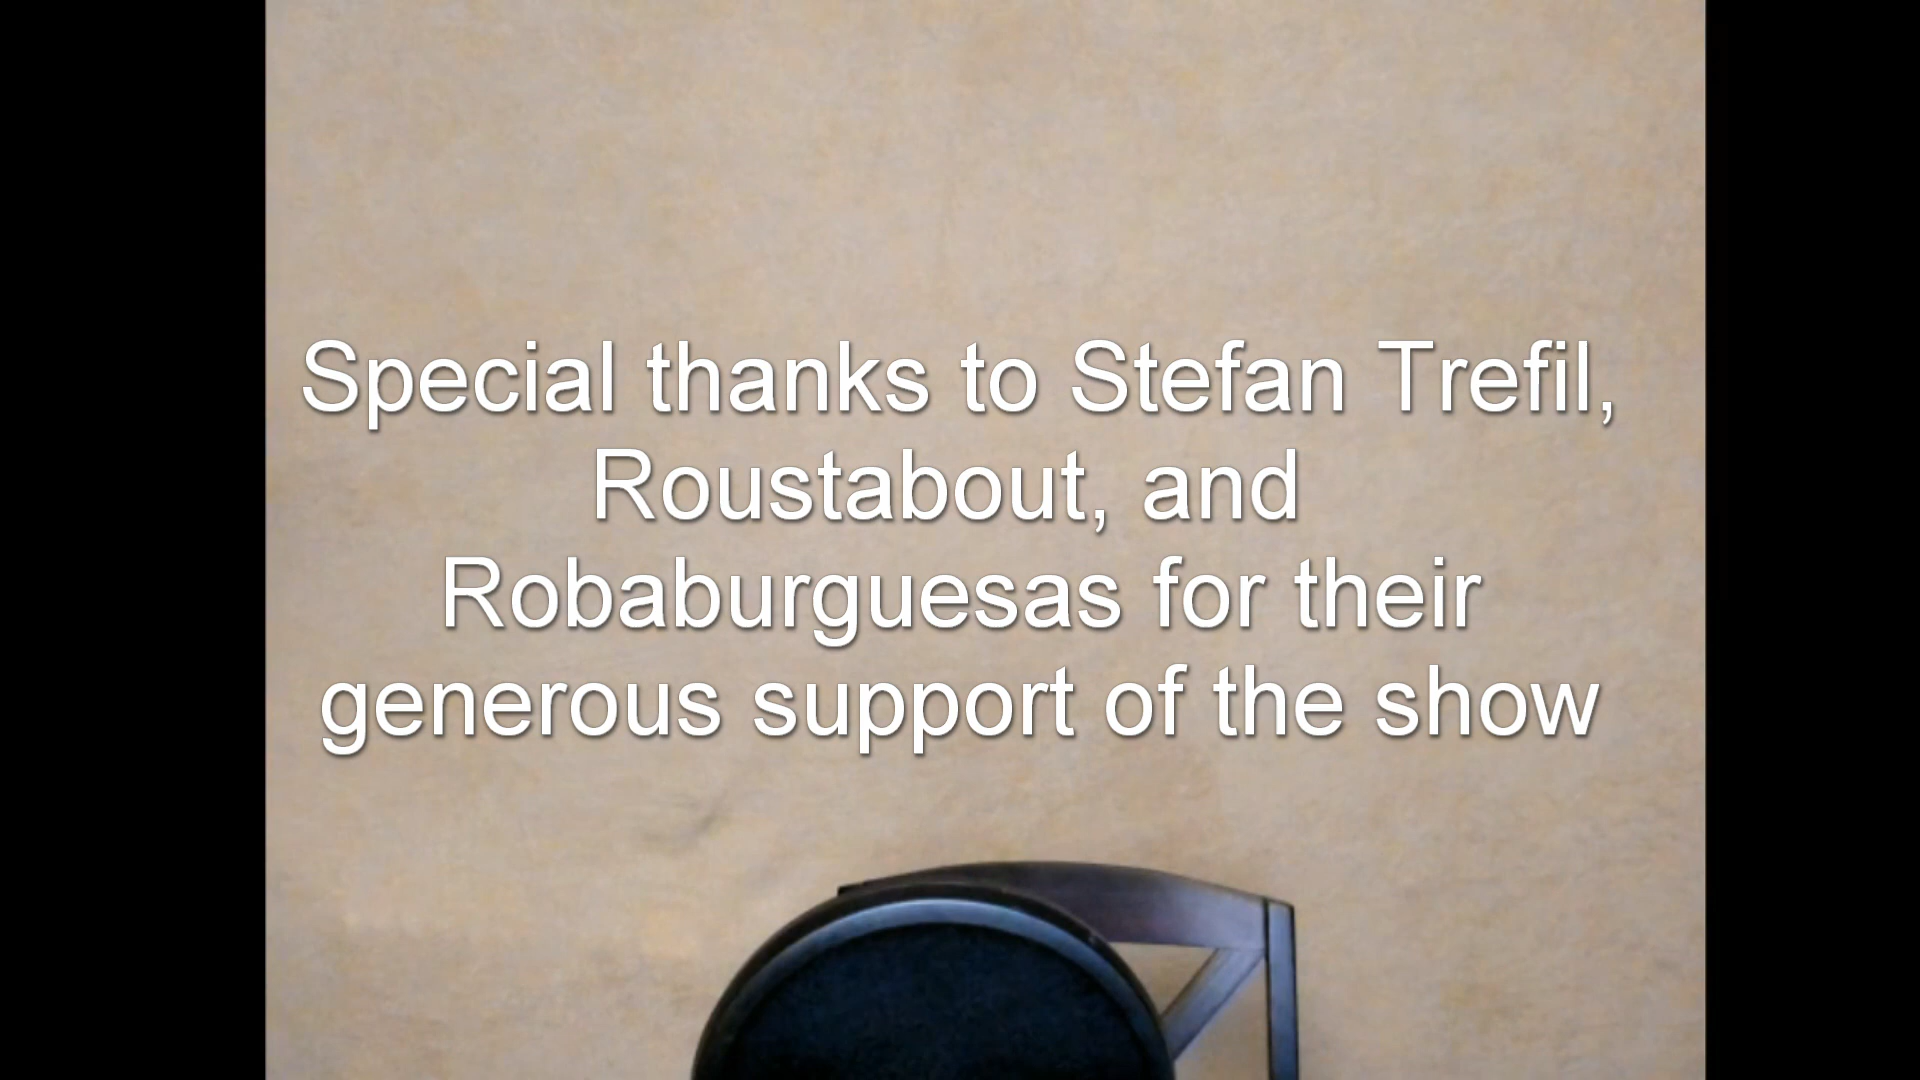 Special thanks to Stefan Trefil,
Roustabout, and
Robaburguesas for their
generous support of the show